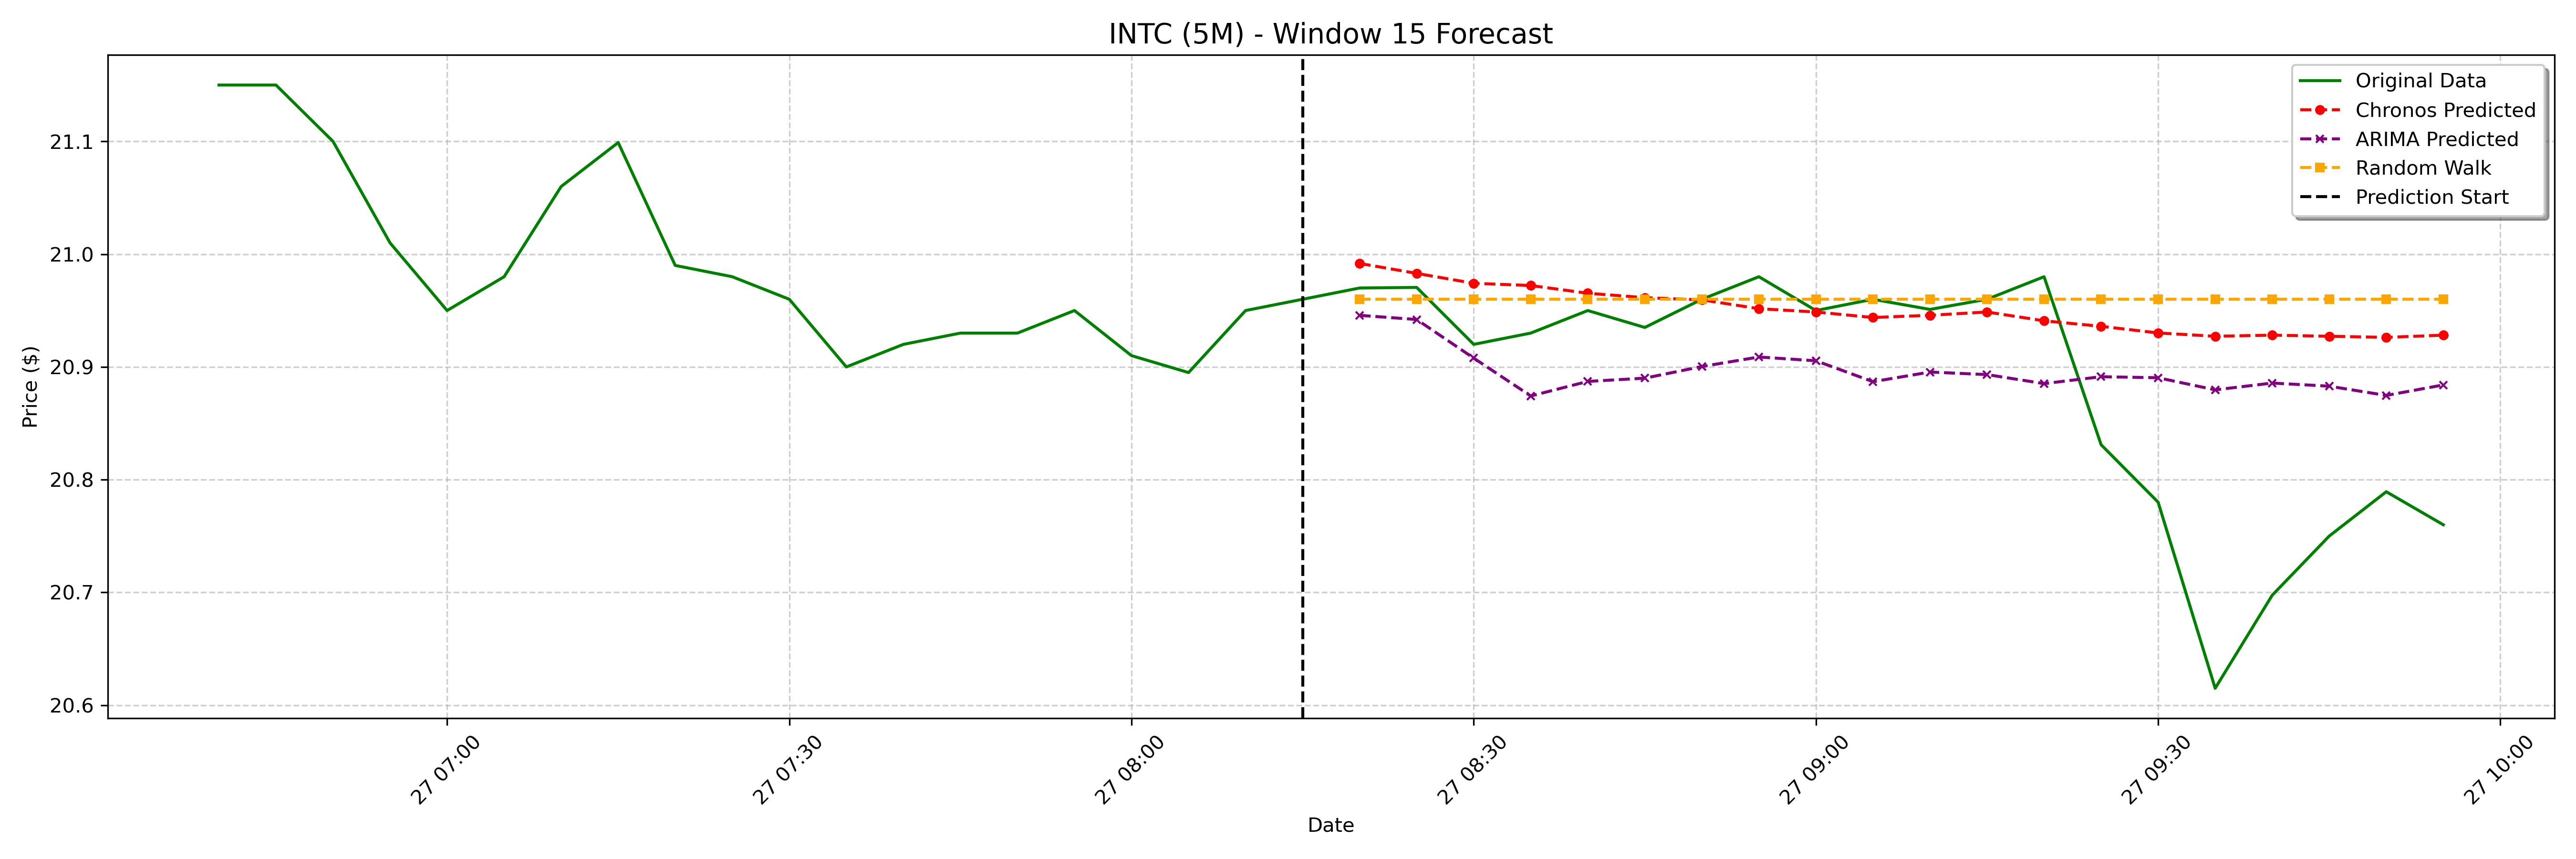 INTC (5M) - Window 15 Forecast
Original Data
Chronos Predicted
ARIMA Predicted
Random Walk
Prediction Start
Price ($)
21.1
21.0
20.9
20.8
20.7
20.6
27 07:00
27 07:30
27 08:00
27 08:30
27 09:00
27 09:30
27 10:00
Date